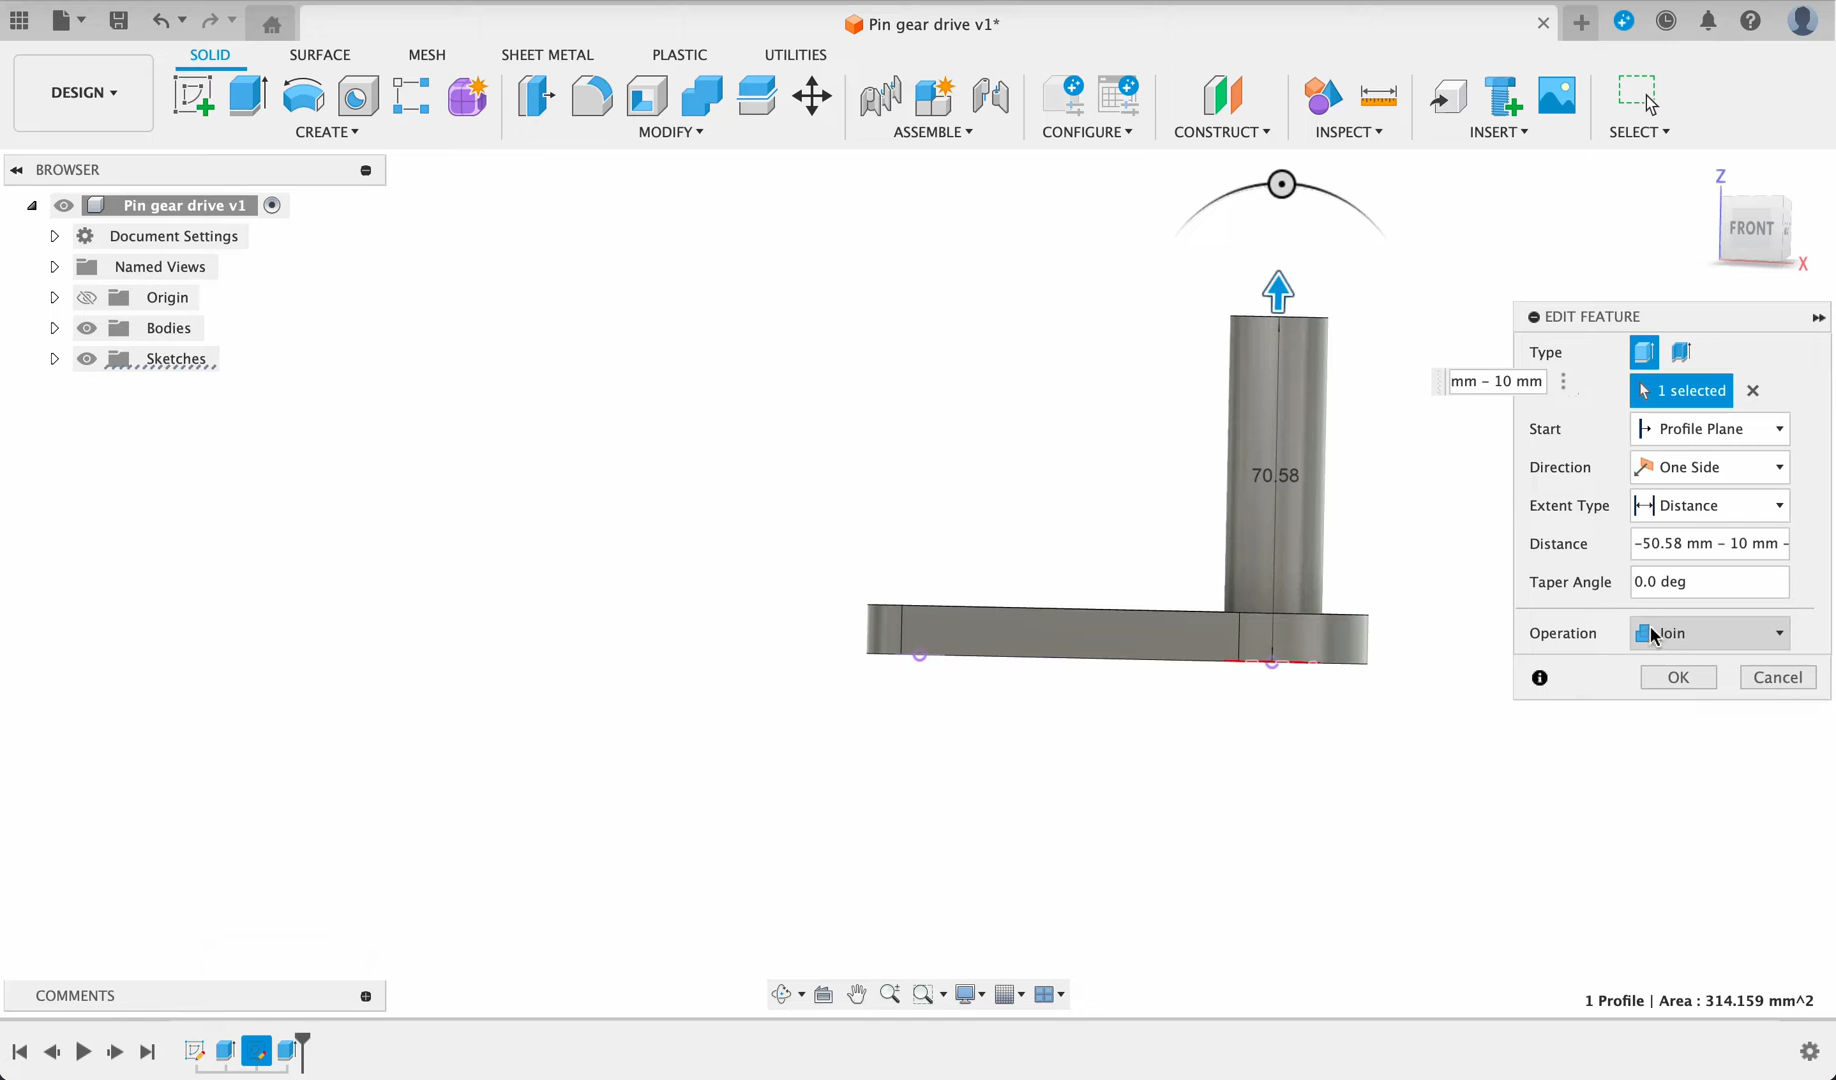 Pin gear drive v1*
SOLID
SURFACE
MESH
SHEET METAL
PLASTIC
UTILITIES
DESIGN
CREATE
MODIFY
ASSEMBLE
CONFIGURE
CONSTRUCT
INSPECT
INSERT
SELECT
BROWSER
Pin gear drive v1
Document Settings
Named Views
Origin
Bodies
Sketches
Z
FRONT
X
70.58
mm - 10 mm
EDIT FEATURE
Type
1 selected
Start
Profile Plane
Direction
One Side
Extent Type
Distance
Distance
-50.58 mm - 10 mm -
Taper Angle
0.0 deg
Operation
Join
OK
Cancel
COMMENTS
1 Profile | Area : 314.159 mm^2